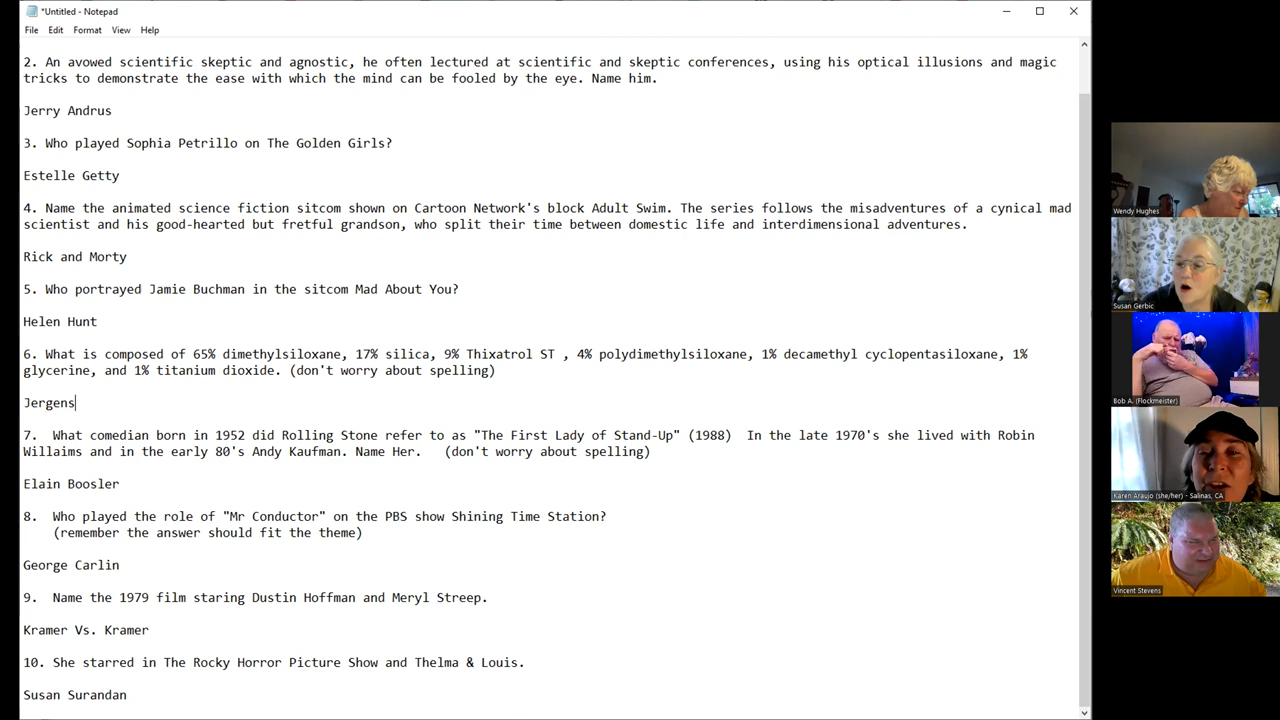 *Untitled - Notepad
File Edit Format View Help
2. An avowed scientific skeptic and agnostic, he often lectured at scientific and skeptic conferences, using his optical illusions and magic
tricks to demonstrate the ease with which the mind can be fooled by the eye. Name him.
Jerry Andrus
3. Who played Sophia Petrillo on The Golden Girls?
Estelle Getty
4. Name the animated science fiction sitcom shown on Cartoon Network's block Adult Swim. The series follows the misadventures of a cynical mad
scientist and his good-hearted but fretful grandson, who split their time between domestic life and interdimensional adventures.
Rick and Morty
5. Who portrayed Jamie Buchman in the sitcom Mad About You?
Helen Hunt
6. What is composed of 65% dimethylsiloxane, 17% silica, 9% Thixatrol ST , 4% polydimethylsiloxane, 1% decamethyl cyclopentasiloxane, 1%
glycerine, and 1% titanium dioxide. (don't worry about spelling)
Jergens
7. What comedian born in 1952 did Rolling Stone refer to as "The First Lady of Stand-Up" (1988) In the late 1970's she lived with Robin
Willaims and in the early 80's Andy Kaufman. Name Her. (don't worry about spelling)
Elain Boosler
8. Who played the role of "Mr Conductor" on the PBS show Shining Time Station?
(remember the answer should fit the theme)
George Carlin
9. Name the 1979 film staring Dustin Hoffman and Meryl Streep.
Kramer Vs. Kramer
10. She starred in The Rocky Horror Picture Show and Thelma & Louis.
Susan Surandan
Wendy Hughes
Susan Gerbic
Bob A. (Flockmeister)
Karen Araujo (she/her) - Salinas, CA
Vincent Stevens